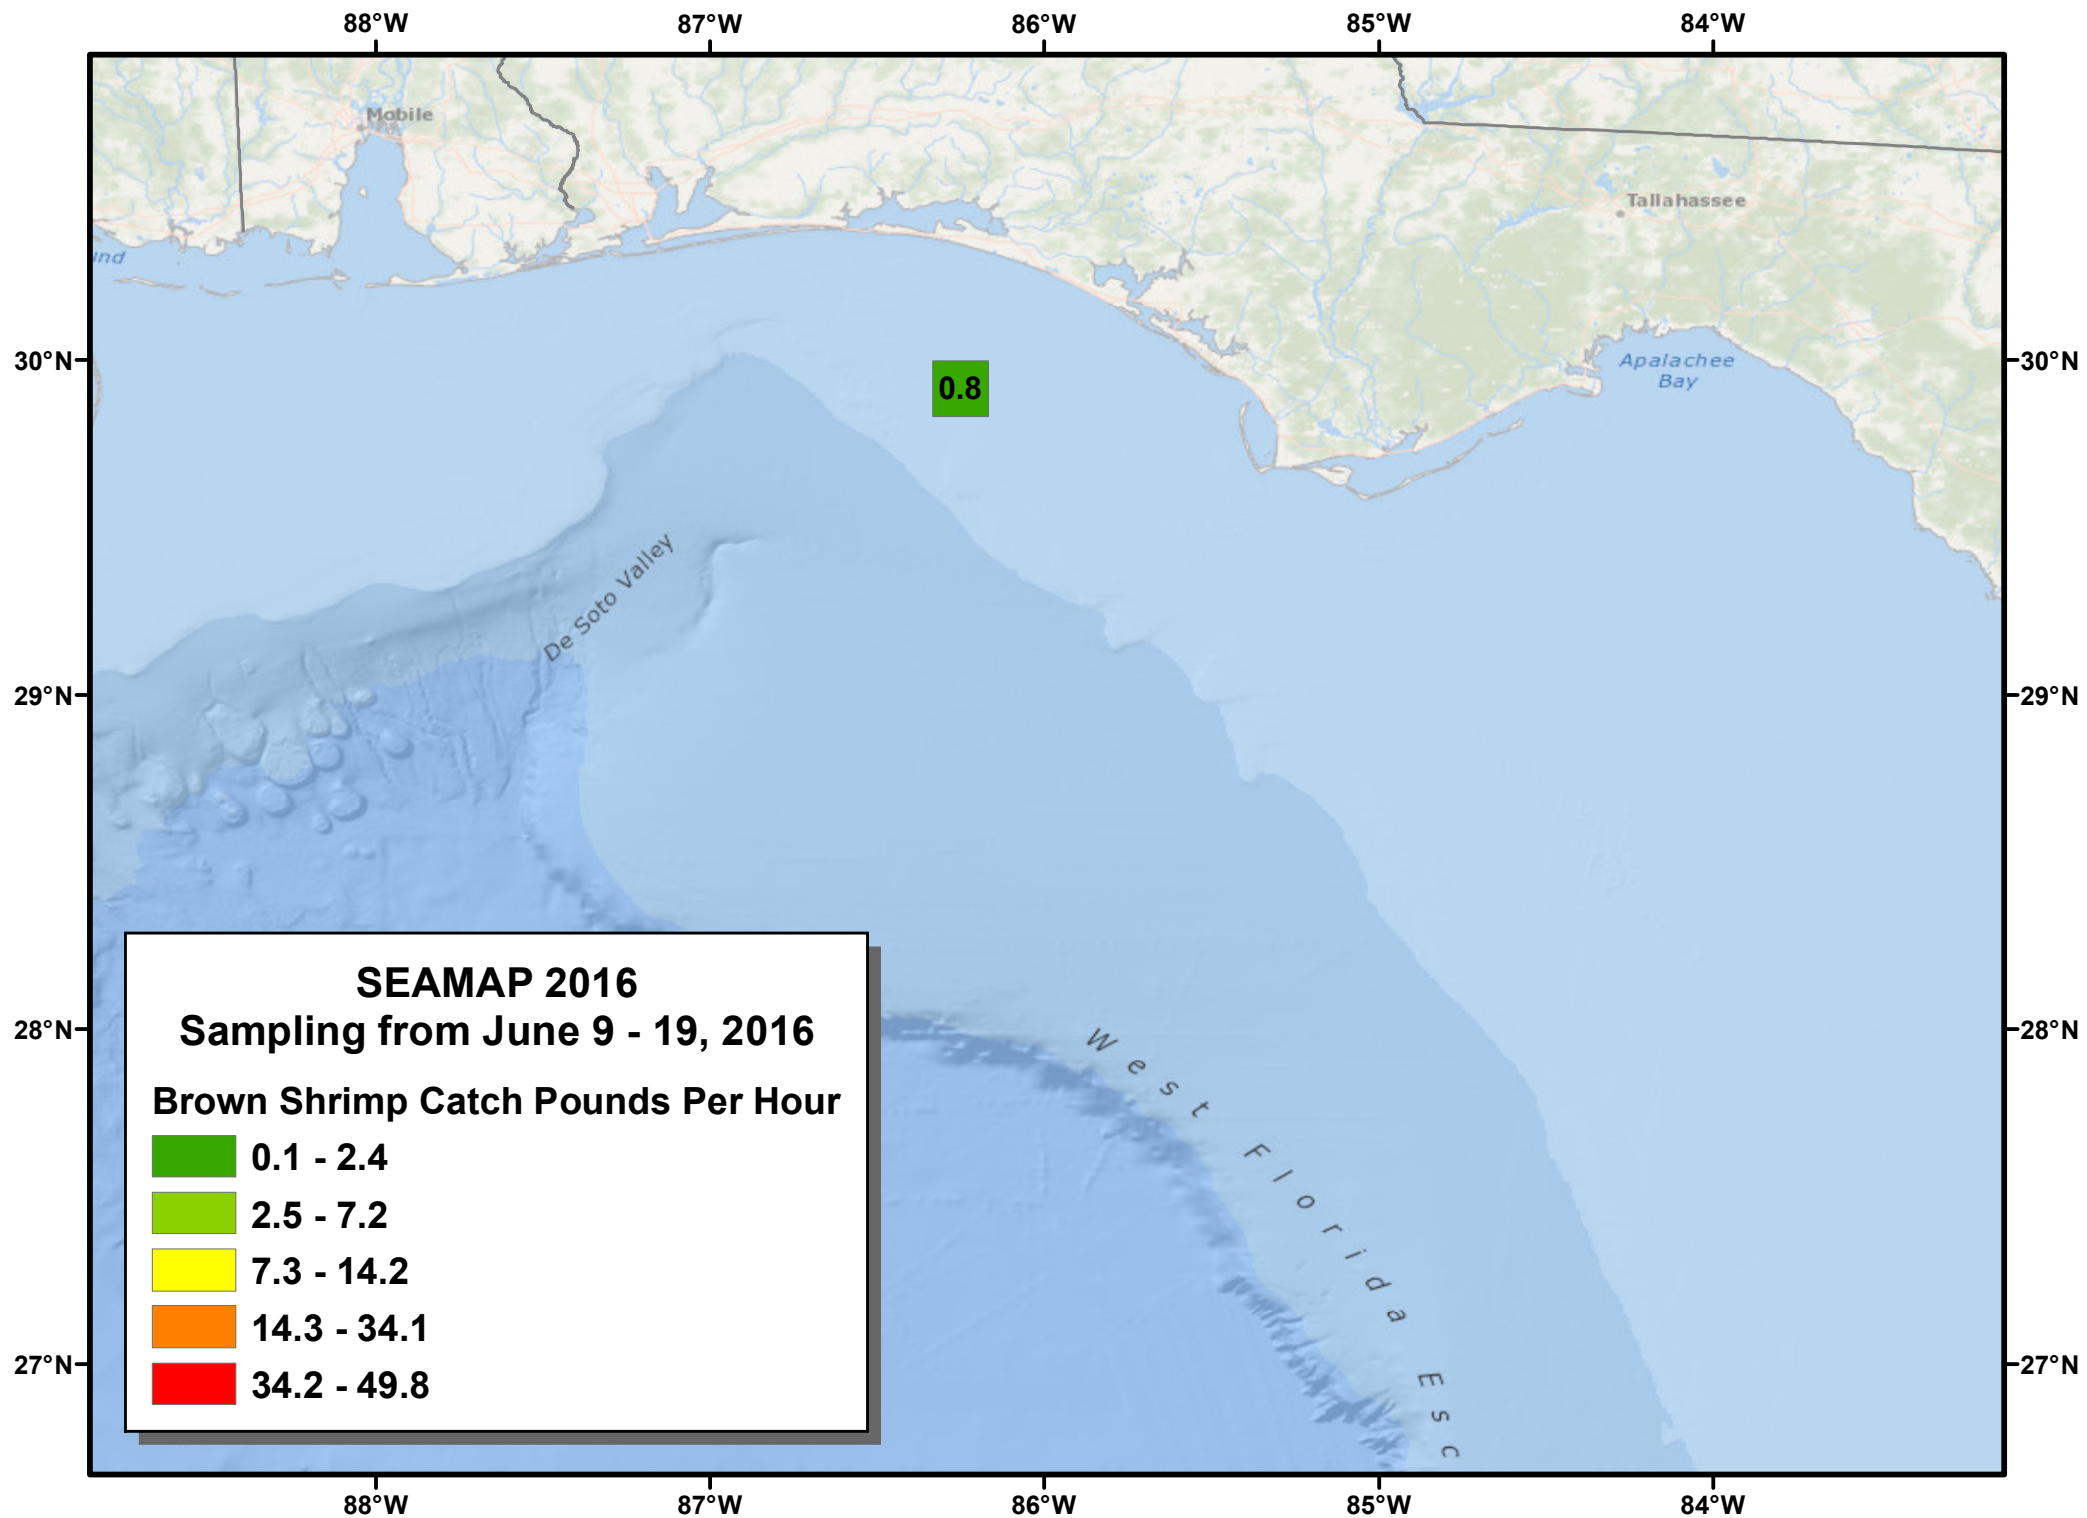 88°W 87°W 86°W 85°W 84°W
Mobile
Tallahassee
und
30°N 30°N
Apalachee
Bay
0.8
De Soto Valley
29°N 29°N
28°N 28°N
West Florida Esc
SEAMAP 2016
Sampling from June 9 - 19, 2016
Brown Shrimp Catch Pounds Per Hour
0.1 - 2.4
2.5 - 7.2
7.3 - 14.2
14.3 - 34.1
34.2 - 49.8
27°N 27°N
88°W 87°W 86°W 85°W 84°W